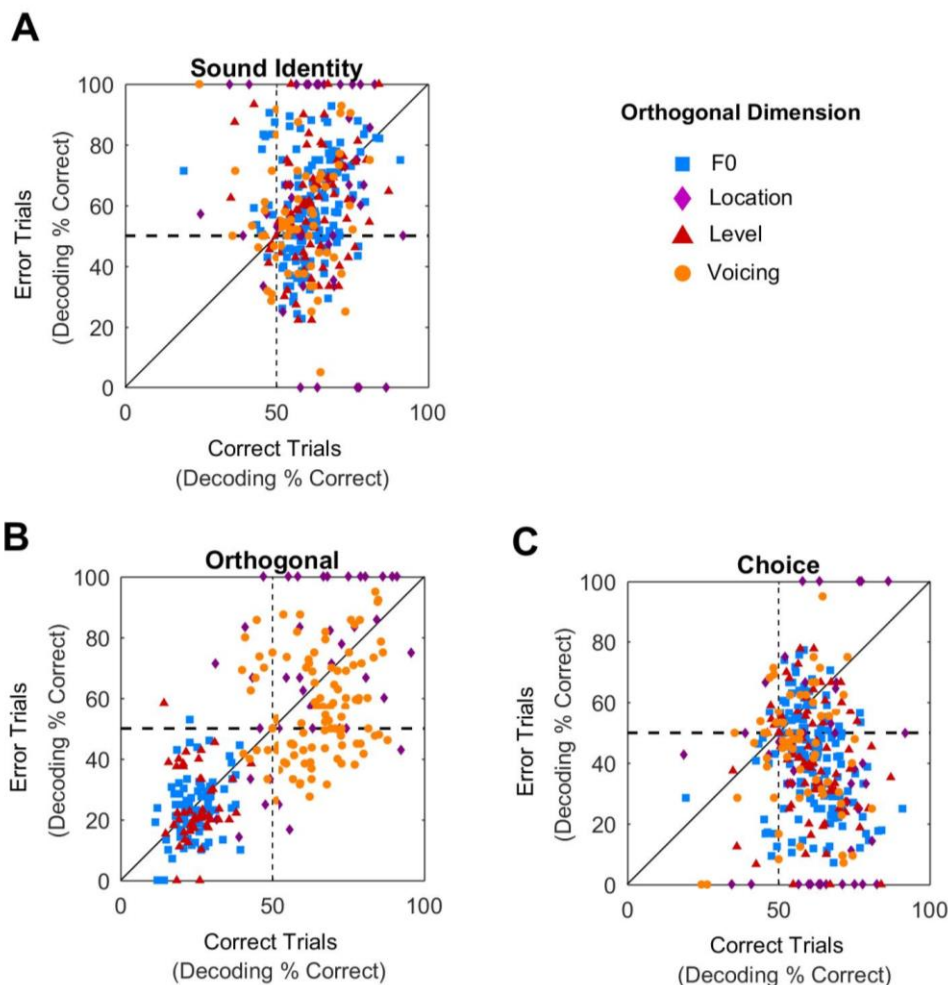 A
Sound Identity
100
80
60
40
20
0
Error Trials
(Decoding % Correct)
0
50
100
Correct Trials
(Decoding % Correct)
Orthogonal Dimension
F0
Location
Level
Voicing
B
Orthogonal
100
80
60
40
20
0
Error Trials
(Decoding % Correct)
0
50
100
Correct Trials
(Decoding % Correct)
C
Choice
100
80
60
40
20
0
Error Trials
(Decoding % Correct)
0
50
100
Correct Trials
(Decoding % Correct)